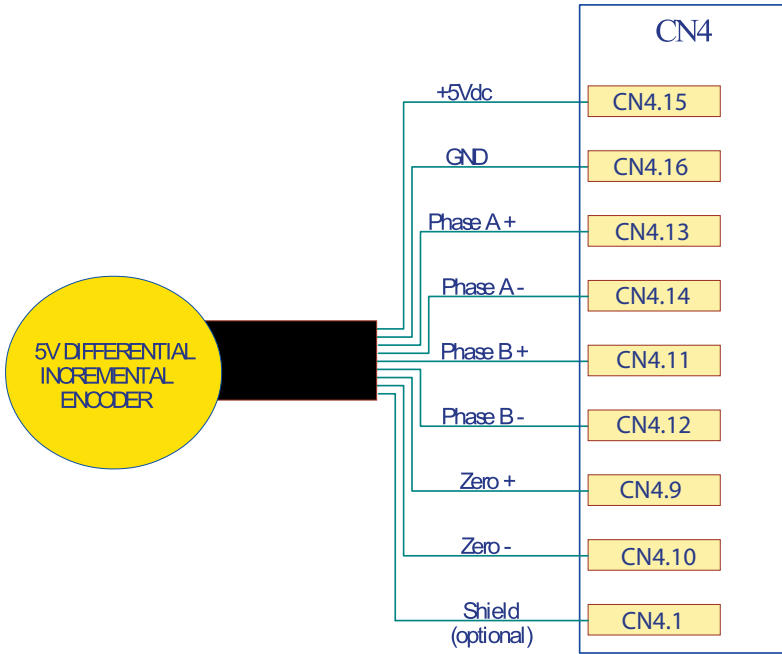 CN4
+5Vdc
CN4.15
GND
CN4.16
Phase A +
CN4.13
Phase A -
CN4.14
5V DIFFERENTIAL
INCREMENTAL
ENCODER
Phase B +
CN4.11
Phase B -
CN4.12
Zero +
CN4.9
Zero -
CN4.10
Shield
(optional)
CN4.1